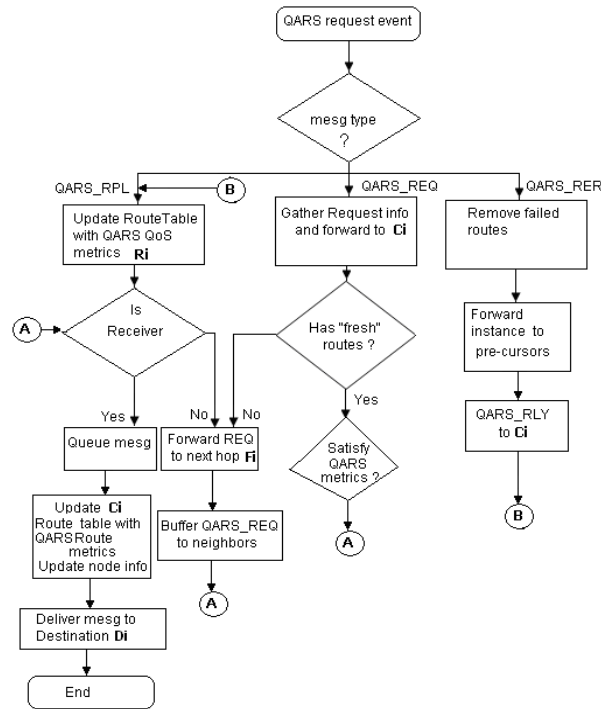 QARS request event
mesg type
?
QARS_RPL
B
QARS_REQ
QARS_RER
Update RouteTable
with QARS QoS
metrics Ri
Gather Request info
and forward to Ci
Remove failed
routes
A
Is
Receiver
Has "fresh"
routes ?
Forward
instance to
pre-cursors
Yes
No
No
Yes
Queue mesg
Forward REQ
to next hop Fi
Satisfy
QARS
metrics ?
QARS_RLY
to Ci
Update Ci
Route table with
QARS Route
metrics
Update node info
Buffer QARS_REQ
to neighbors
A
B
A
Deliver mesg to
Destination Di
End